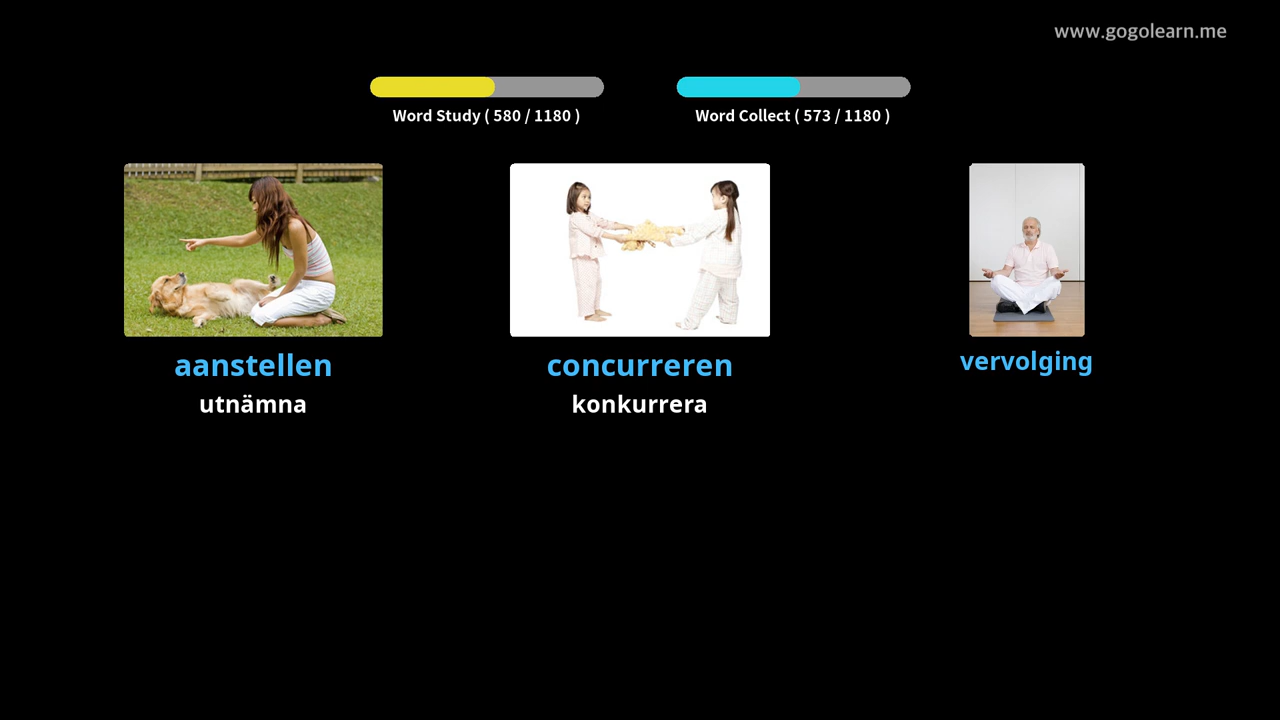 www.gogolearn.me
Word Study ( 580 / 1180 )
Word Collect ( 573 / 1180 )
aanstellen
utnämna
concurreren
konkurrera
vervolging